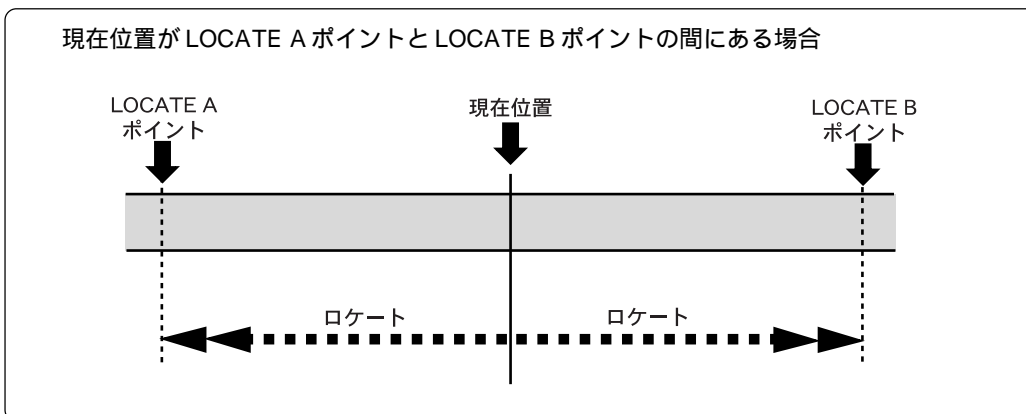 現在位置が LOCATE A ポイントと LOCATE B ポイントの間にある場合
LOCATE A
ポイント
現在位置
LOCATE B
ポイント
ロケート
ロケート